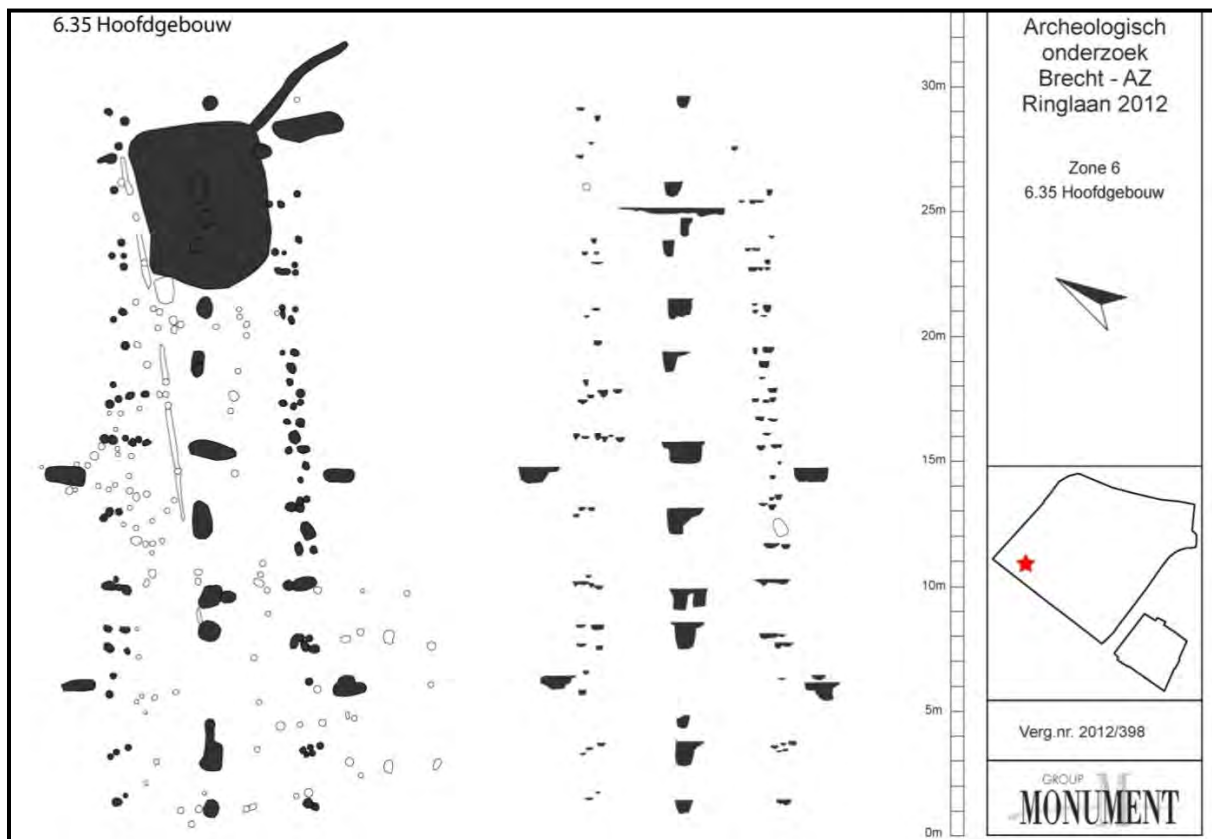 6.35 Hoofdgebouw
30m
25m
20m
15m
10m
5m
0m
Archeologisch
onderzoek
Brecht - AZ
Ringlaan 2012
Zone 6
6.35 Hoofdgebouw
Verg.nr. 2012/398
GROUP
MONUMENT